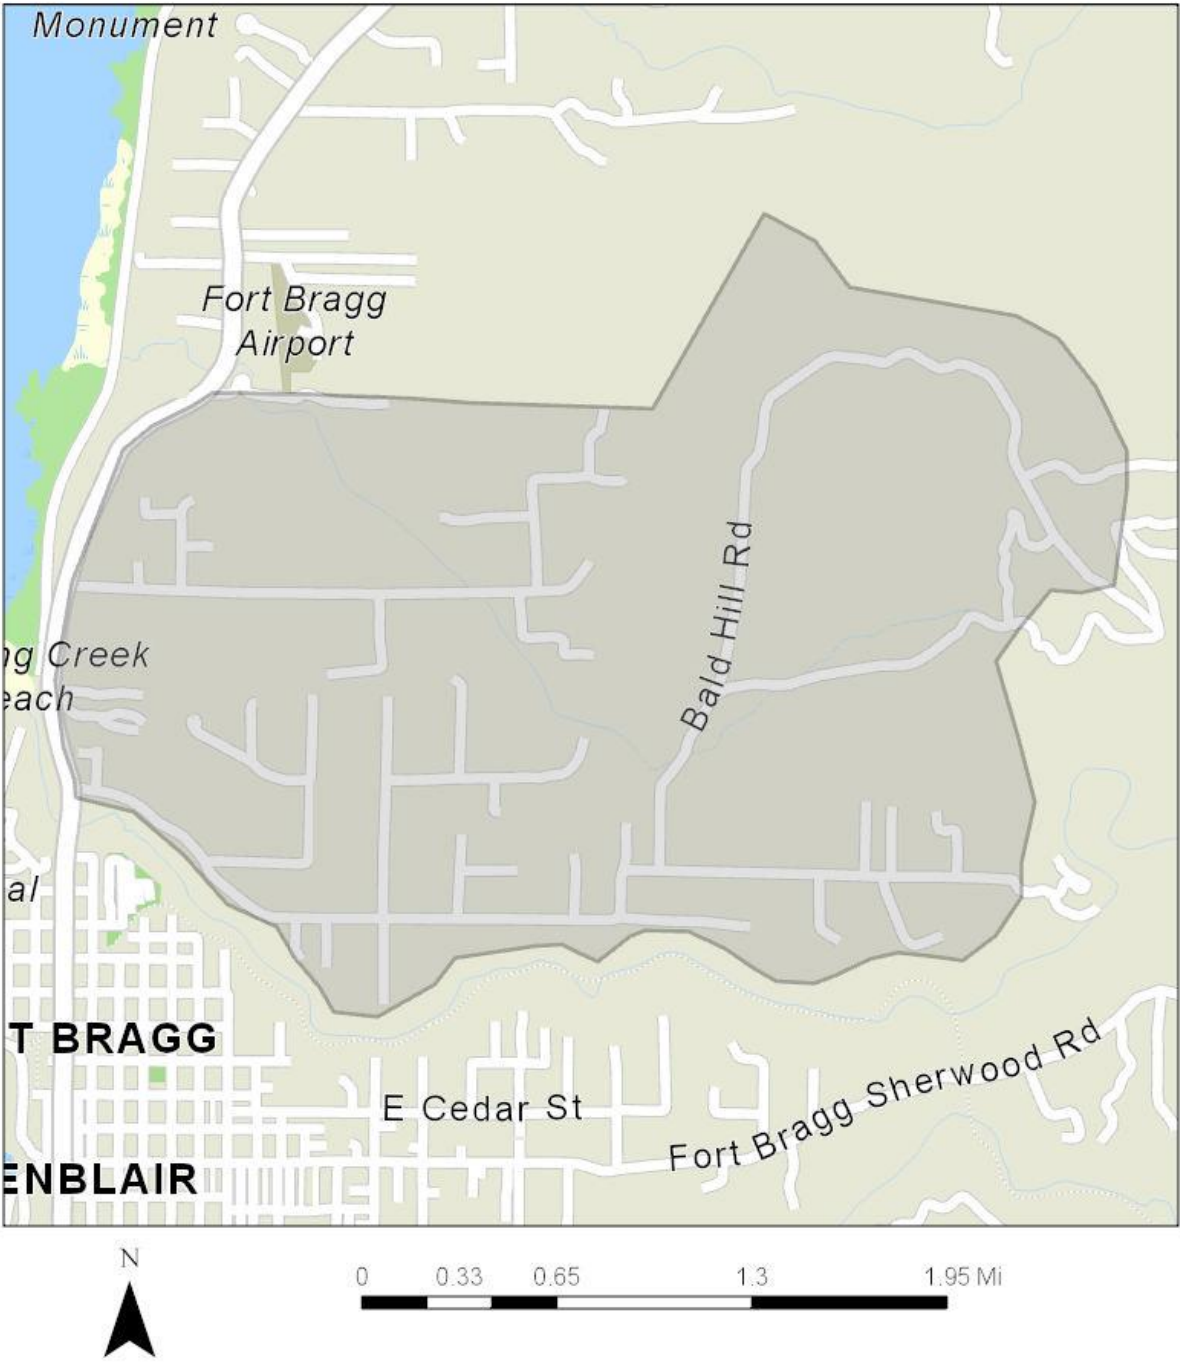 Monument
Fort Bragg
Airport
ng Creek
each
Bald Hill Rd
al
T BRAGG
E Cedar St
Fort Bragg Sherwood Rd
ENBLAIR
N
0 0.33 0.65 1.3 1.95 Mi